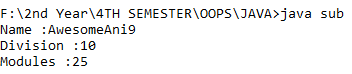 F:\2nd Year\4TH SEMESTER\OOPS\JAVA>java sub
Name :AwesomeAni9
Division :10
Modules :25